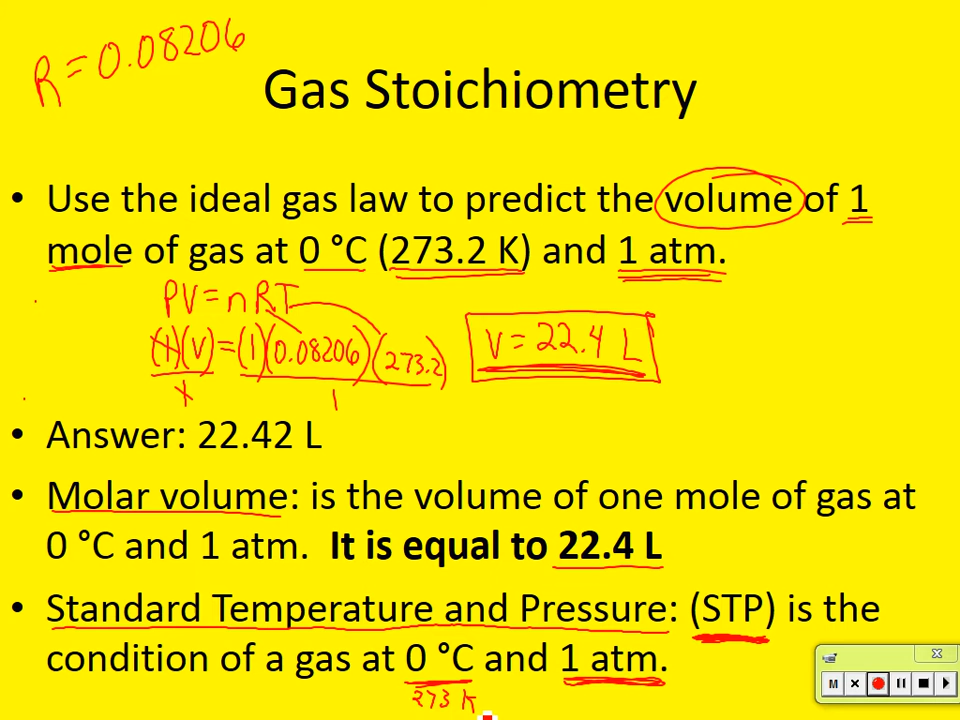 R = 0.08206
Gas Stoichiometry
• Use the ideal gas law to predict the volume of 1
mole of gas at 0 °C (273.2 K) and 1 atm.
PV = nRT
(1)(V) = (1)(0.08206)(273.2)
1 1
V = 22.4 L
• Answer: 22.42 L
• Molar volume: is the volume of one mole of gas at
0 °C and 1 atm. It is equal to 22.4 L
• Standard Temperature and Pressure: (STP) is the
condition of a gas at 0 °C and 1 atm.
273 K
M